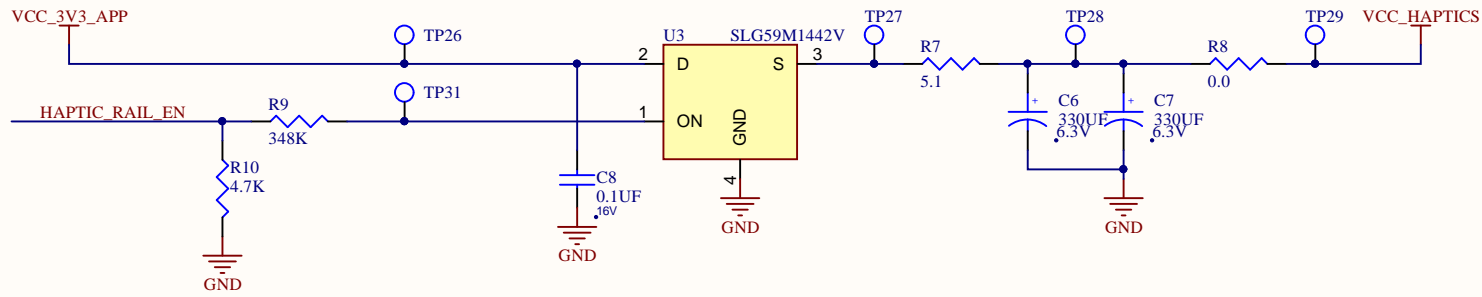 VCC_3V3_APP
TP26
U3
SLG59M1442V
TP27
TP28
TP29
VCC_HAPTICS
2
D
S
3
R7
5.1
R8
0.0
HAPTIC_RAIL_EN
R9
348K
TP31
1
ON
GND
4
C6
330UF
6.3V
C7
330UF
6.3V
R10
4.7K
C8
0.1UF
16V
GND
GND
GND
GND